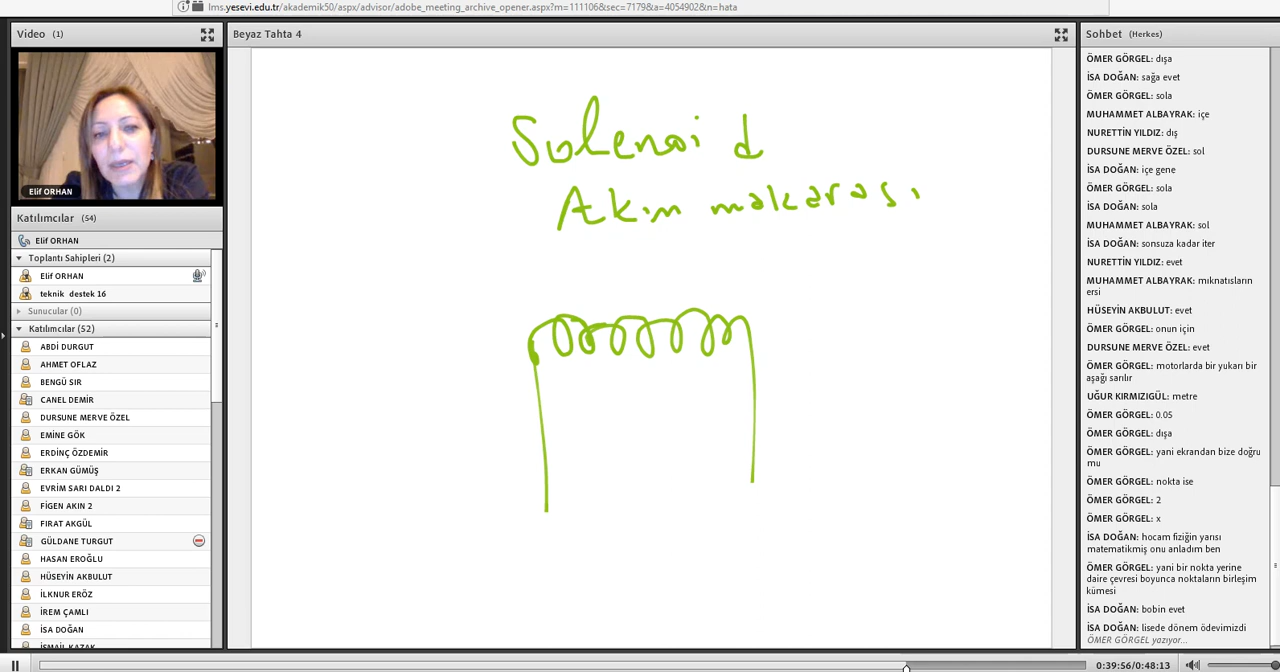 lms.yesevi.edu.tr/akademik50/aspx/advisor/adobe_meeting_archive_opener.aspx?m=111106&sec=7179&a=4054902&n=hata
Video (1)
Elif ORHAN
Katılımcılar (54)
Elif ORHAN
Toplantı Sahipleri (2)
Elif ORHAN
teknik destek 16
Sunucular (0)
Katılımcılar (52)
ABDİ DURGUT
AHMET OFLAZ
BENGÜ SIR
CANEL DEMİR
DURSUNE MERVE ÖZEL
EMİNE GÖK
ERDİNÇ ÖZDEMİR
ERKAN GÜMÜŞ
EVRİM SARI DALDI 2
FİGEN AKIN 2
FIRAT AKGÜL
GÜLDANE TURGUT
HASAN EROĞLU
HÜSEYİN AKBULUT
İLKNUR ERÖZ
İREM ÇAMLI
İSA DOĞAN
İSMAİL KAZAK
Beyaz Tahta 4
Solenoid
Akım makarası
Sohbet (Herkes)
ÖMER GÖRGEL: dışa
İSA DOĞAN: sağa evet
ÖMER GÖRGEL: sola
MUHAMMET ALBAYRAK: içe
NURETTİN YILDIZ: dış
DURSUNE MERVE ÖZEL: sol
İSA DOĞAN: içe gene
ÖMER GÖRGEL: sola
İSA DOĞAN: sola
MUHAMMET ALBAYRAK: sol
İSA DOĞAN: sonsuza kadar iter
NURETTİN YILDIZ: evet
MUHAMMET ALBAYRAK: mıknatısların
ersi
HÜSEYİN AKBULUT: evet
ÖMER GÖRGEL: onun için
DURSUNE MERVE ÖZEL: evet
ÖMER GÖRGEL: motorlarda bir yukarı bir
aşağı sarılır
UĞUR KIRMIZIGÜL: metre
ÖMER GÖRGEL: 0.05
ÖMER GÖRGEL: dışa
ÖMER GÖRGEL: yani ekrandan bize doğru
mu
ÖMER GÖRGEL: nokta ise
ÖMER GÖRGEL: 2
ÖMER GÖRGEL: x
İSA DOĞAN: hocam fiziğin yarısı
matematikmiş onu anladım ben
ÖMER GÖRGEL: yani bir nokta yerine
daire çevresi boyunca noktaların birleşim
kümesi
İSA DOĞAN: bobin evet
İSA DOĞAN: lisede dönem ödevimizdi
ÖMER GÖRGEL yazıyor...
0:39:56/0:48:13